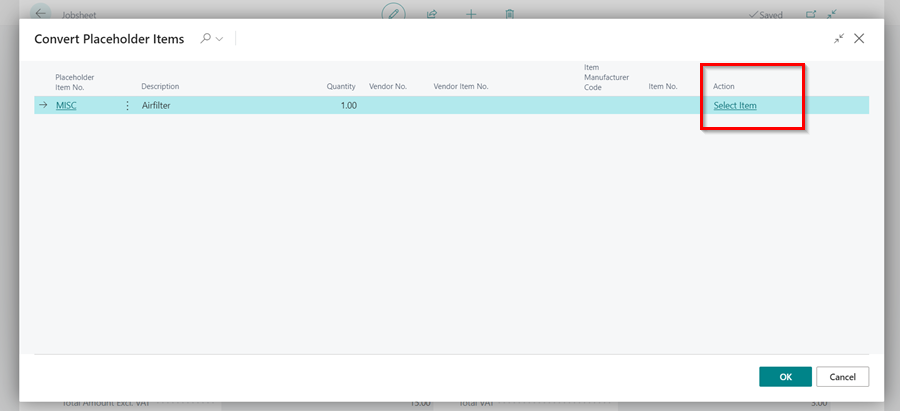 Jobsheet
Saved
Convert Placeholder Items
Placeholder
Item No.
Description
Quantity
Vendor No.
Vendor Item No.
Item
Manufacturer
Code
Item No.
Action
MISC
Airfilter
1.00
Select Item
OK
Cancel
Total Amount Excl. VAT
15.00
Total VAT
3.00